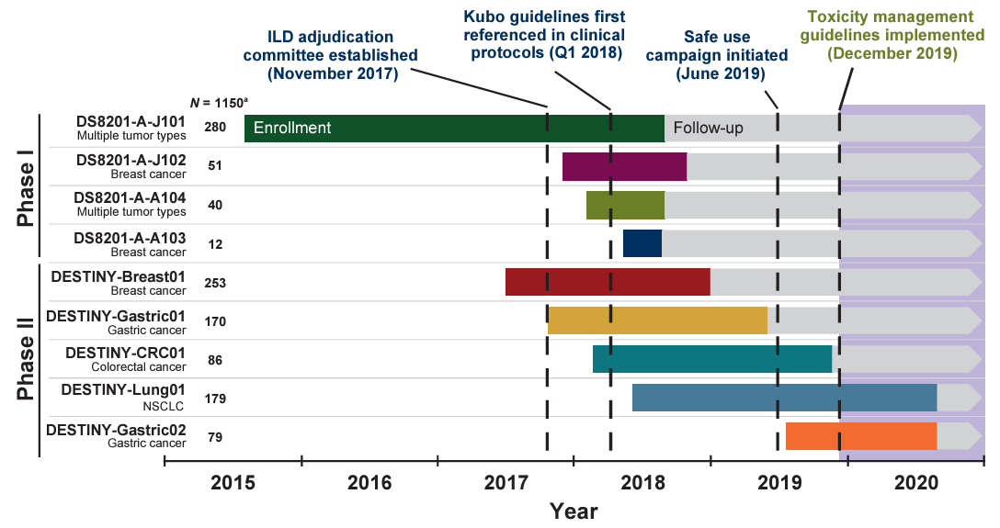 ILD adjudication
committee established
(November 2017)
Kubo guidelines first
referenced in clinical
protocols (Q1 2018)
Safe use
campaign initiated
(June 2019)
Toxicity management
guidelines implemented
(December 2019)
N = 1150a
Phase I
DS8201-A-J101
Multiple tumor types
280
Enrollment
Follow-up
DS8201-A-J102
Breast cancer
51
DS8201-A-A104
Multiple tumor types
40
DS8201-A-A103
Breast cancer
12
Phase II
DESTINY-Breast01
Breast cancer
253
DESTINY-Gastric01
Gastric cancer
170
DESTINY-CRC01
Colorectal cancer
86
DESTINY-Lung01
NSCLC
179
DESTINY-Gastric02
Gastric cancer
79
2015 2016 2017 2018 2019 2020
Year